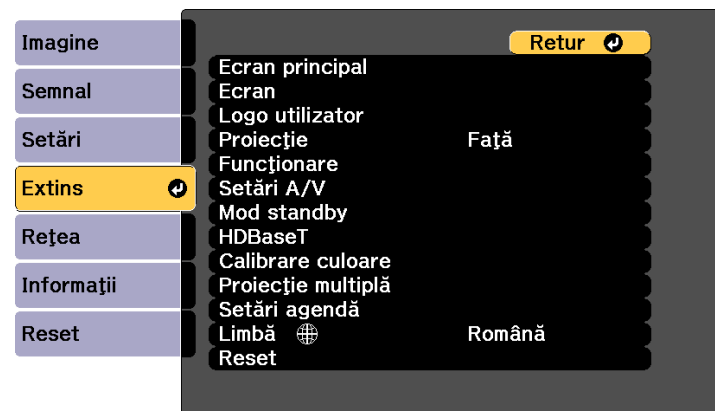 Imagine
Semnal
Setări
Extins
Reţea
Informaţii
Reset
Retur
Ecran principal
Ecran
Logo utilizator
Proiecţie Faţă
Funcţionare
Setări A/V
Mod standby
HDBaseT
Calibrare culoare
Proiecţie multiplă
Setări agendă
Limbă Română
Reset